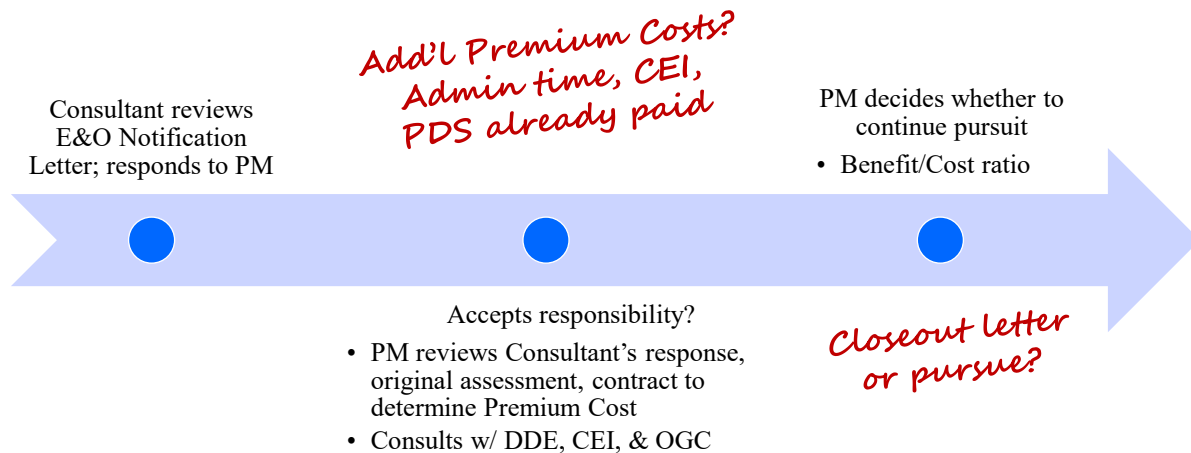 Consultant reviews
E&O Notification
Letter; responds to PM
Add'l Premium Costs?
Admin time, CEI,
PDS already paid
PM decides whether to
continue pursuit
• Benefit/Cost ratio
Accepts responsibility?
• PM reviews Consultant's response,
original assessment, contract to
determine Premium Cost
• Consults w/ DDE, CEI, & OGC
Closeout letter
or pursue?